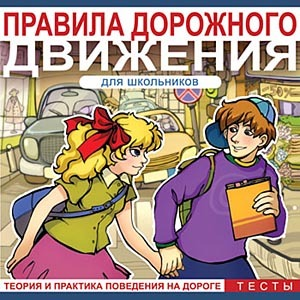 ПРАВИЛА ДОРОЖНОГО
ДВИЖЕНИЯ
ДЛЯ ШКОЛЬНИКОВ
ТЕОРИЯ И ПРАКТИКА ПОВЕДЕНИЯ НА ДОРОГЕ
ТЕСТЫ